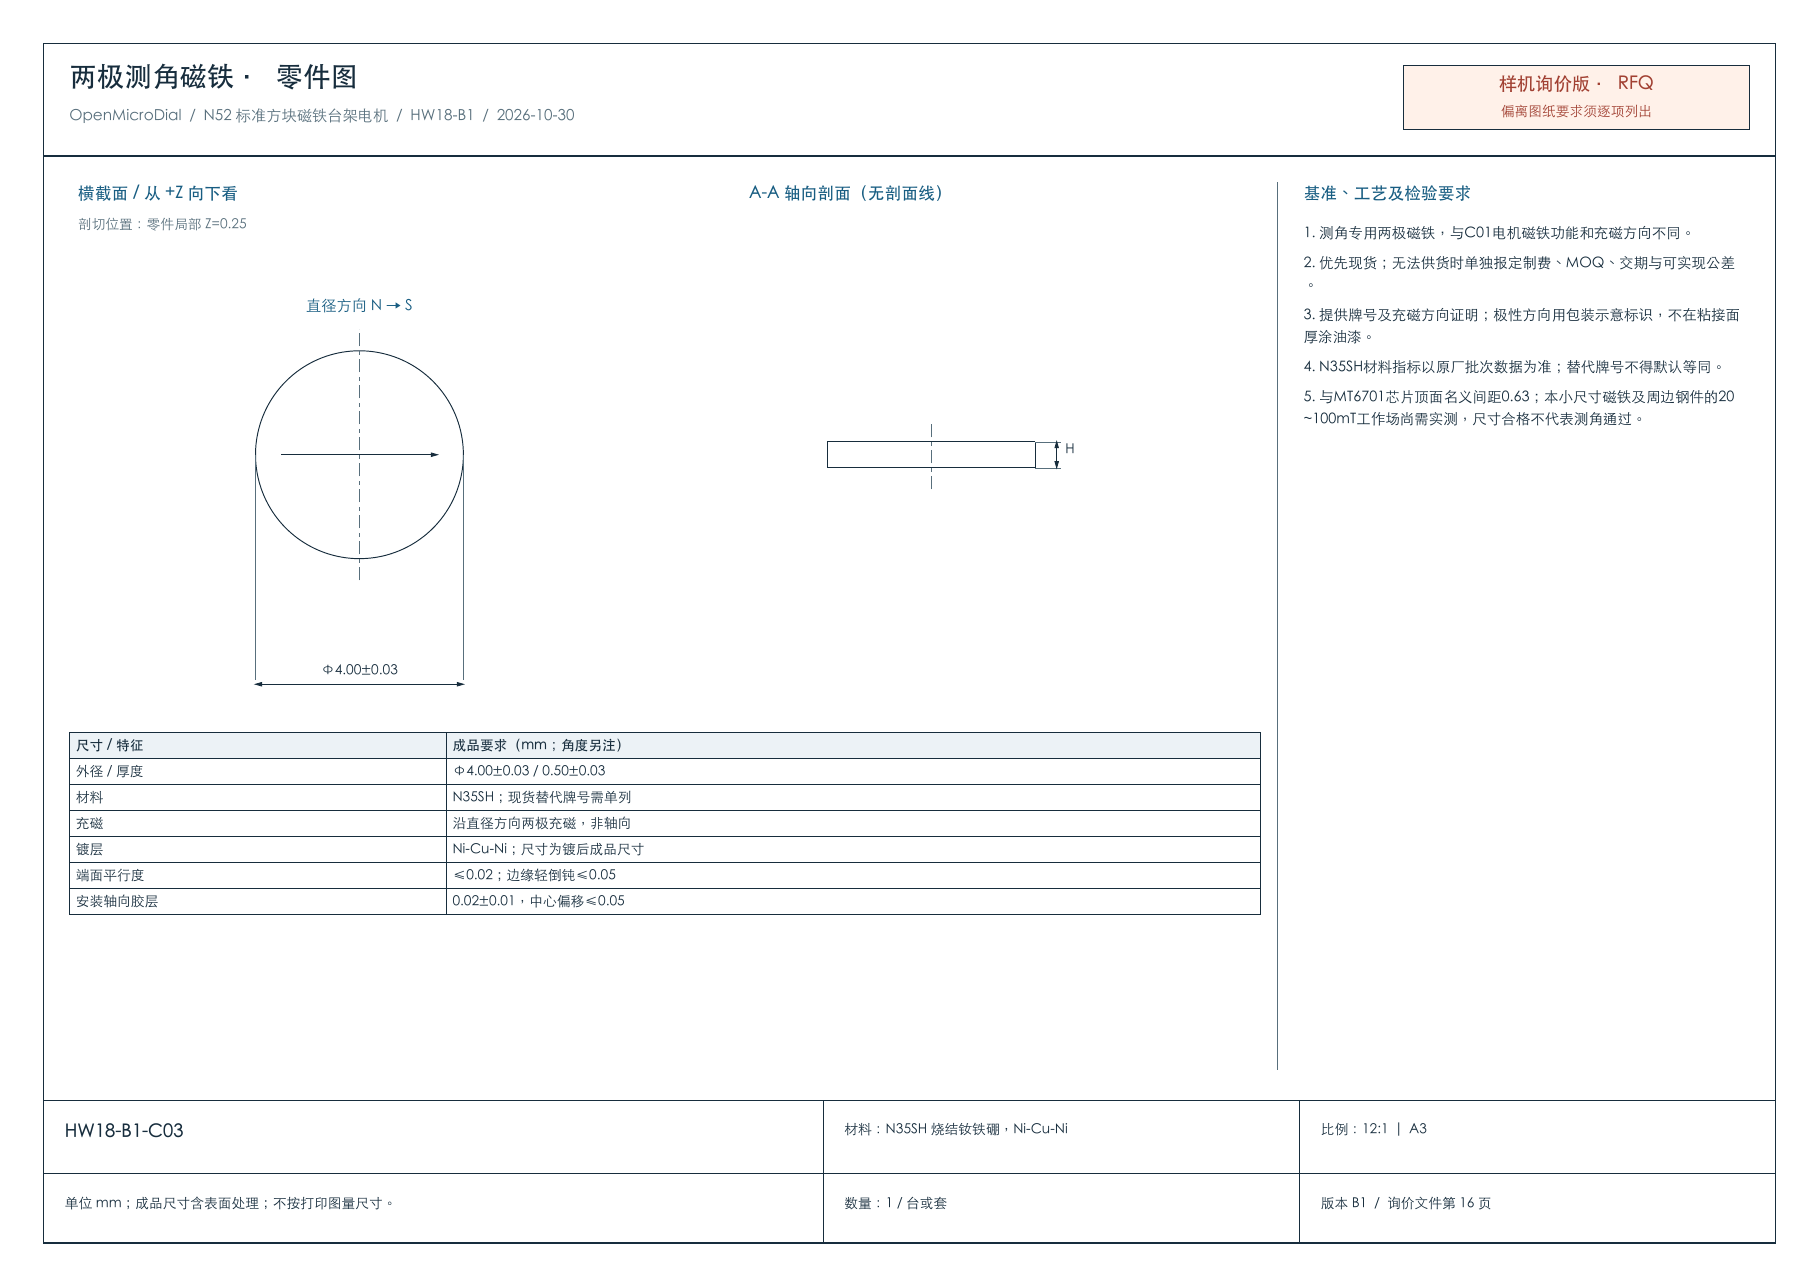 两极测角磁铁 · 零件图
OpenMicroDial / N52 标准方块磁铁台架电机 / HW18-B1 / 2026-10-30
样机询价版 · RFQ
偏离图纸要求须逐项列出
横截面 / 从 +Z 向下看
剖切位置：零件局部 Z=0.25
直径方向 N → S
Φ4.00±0.03
A-A 轴向剖面（无剖面线）
H
基准、工艺及检验要求
1. 测角专用两极磁铁，与C01电机磁铁功能和充磁方向不同。
2. 优先现货；无法供货时单独报定制费、MOQ、交期与可实现公差
。
3. 提供牌号及充磁方向证明；极性方向用包装示意标识，不在粘接面
厚涂油漆。
4. N35SH材料指标以原厂批次数据为准；替代牌号不得默认等同。
5. 与MT6701芯片顶面名义间距0.63；本小尺寸磁铁及周边钢件的20
~100mT工作场尚需实测，尺寸合格不代表测角通过。
尺寸 / 特征 成品要求（mm；角度另注）
外径 / 厚度 Φ4.00±0.03 / 0.50±0.03
材料 N35SH；现货替代牌号需单列
充磁 沿直径方向两极充磁，非轴向
镀层 Ni-Cu-Ni；尺寸为镀后成品尺寸
端面平行度 ≤0.02；边缘轻倒钝≤0.05
安装轴向胶层 0.02±0.01，中心偏移≤0.05
HW18-B1-C03
材料：N35SH 烧结钕铁硼，Ni-Cu-Ni
比例：12:1 | A3
单位 mm；成品尺寸含表面处理；不按打印图量尺寸。
数量：1 / 台或套
版本 B1 / 询价文件第 16 页